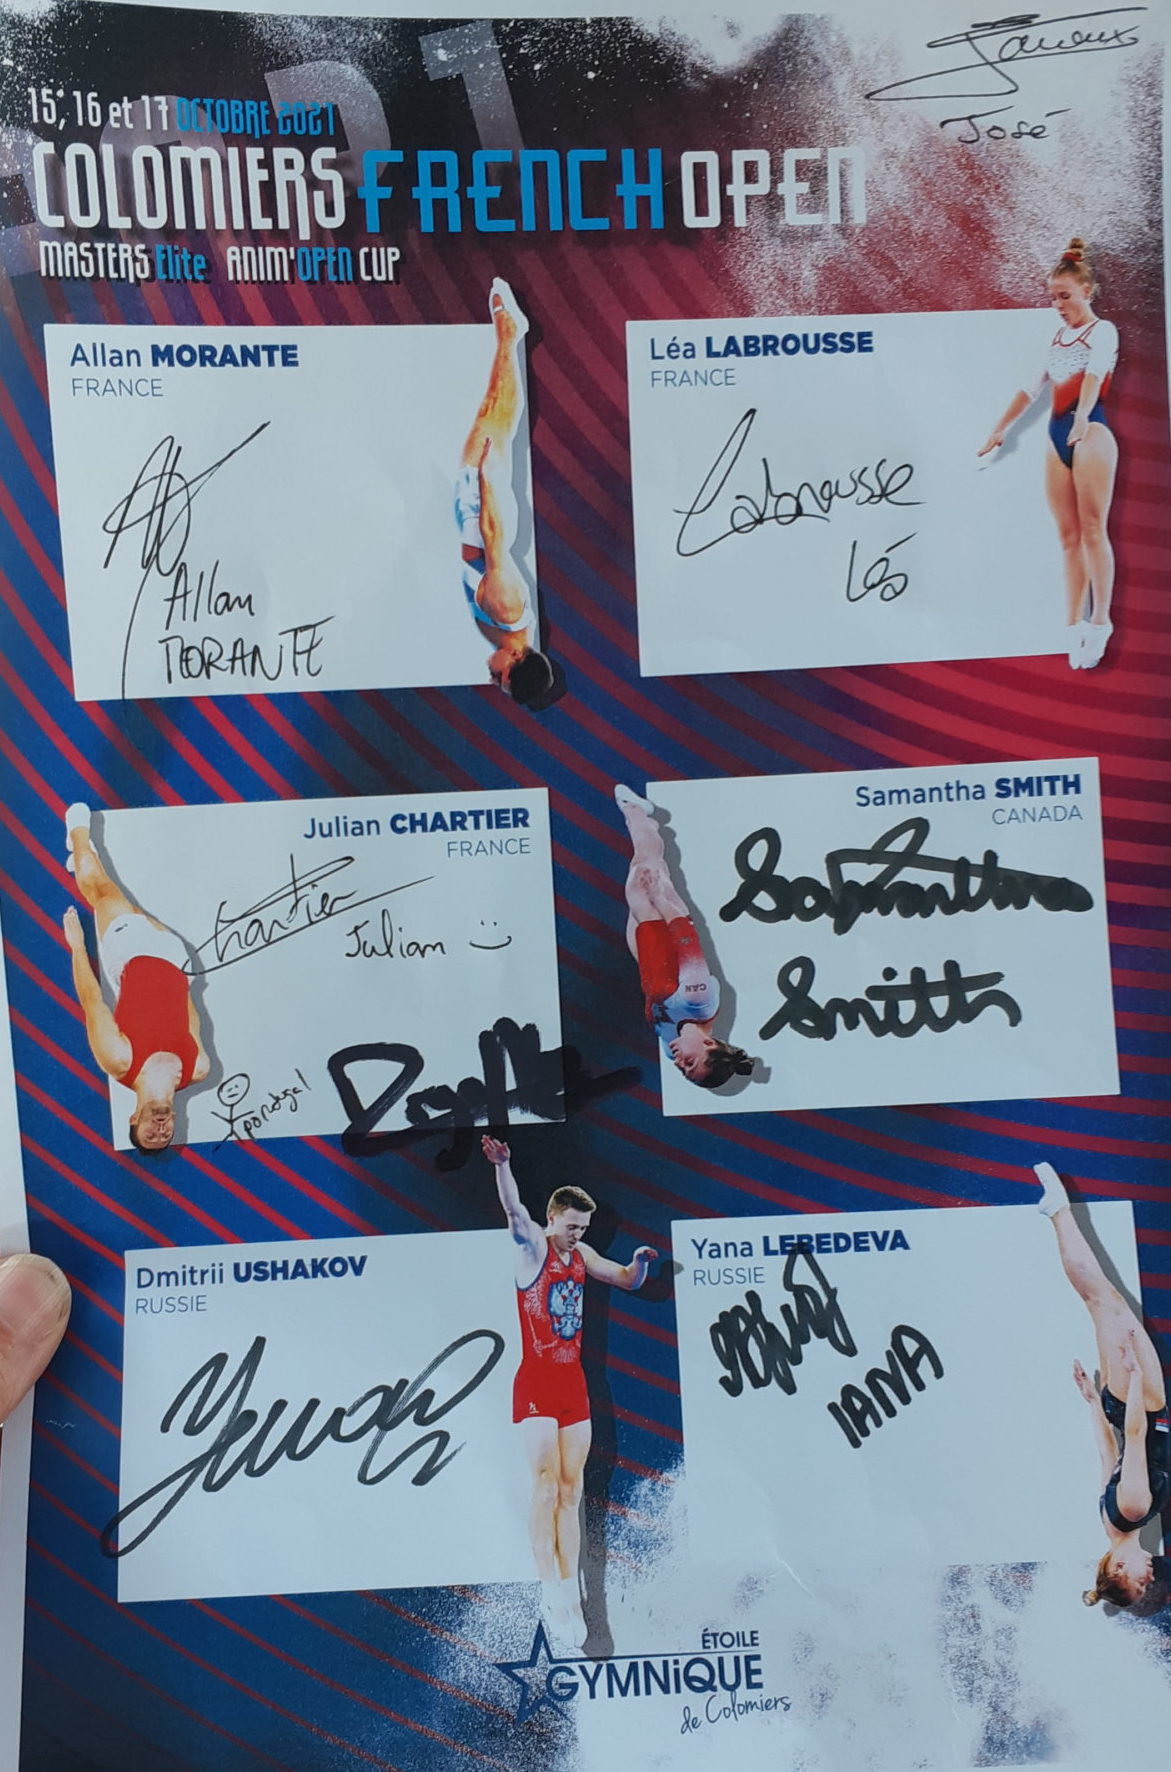 José
15, 16 et 17 OCTOBRE 2021
COLOMIERS FRENCH OPEN
MASTERS Elite ANIM'OPEN CUP
Allan MORANTE
FRANCE
Allan
MORANTE
Léa LABROUSSE
FRANCE
Labrousse
Léa
Julian CHARTIER
FRANCE
Chartier
Julian
portugal
Samantha SMITH
CANADA
Samantha
Smith
CAN
Dmitrii USHAKOV
RUSSIE
Yana LEBEDEVA
RUSSIE
IANA
ÉTOILE
GYMNiQUE
de Colomiers